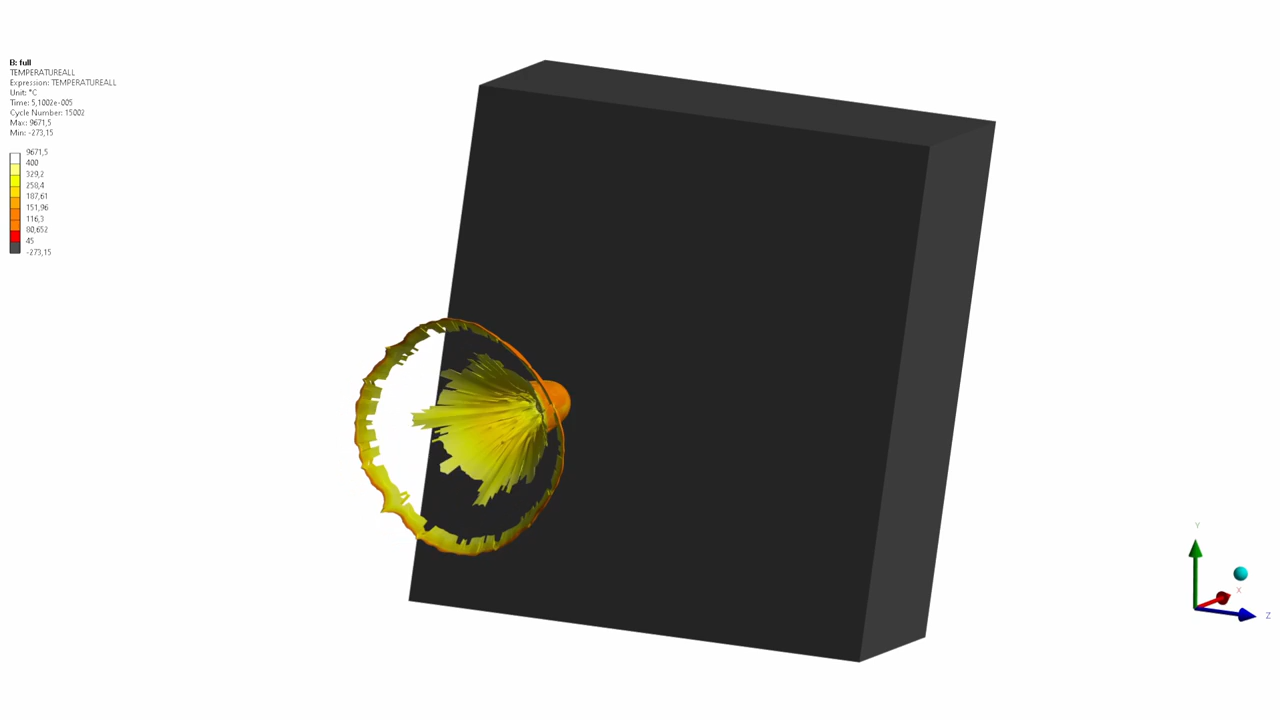 B: full
TEMPERATUREALL
Expression: TEMPERATUREALL
Unit: °C
Time: 5,1002e-005
Cycle Number: 15002
Max: 9671,5
Min: -273,15
9671,5
400
329,2
258,4
187,61
151,96
116,3
80,652
45
-273,15
Y
X
Z